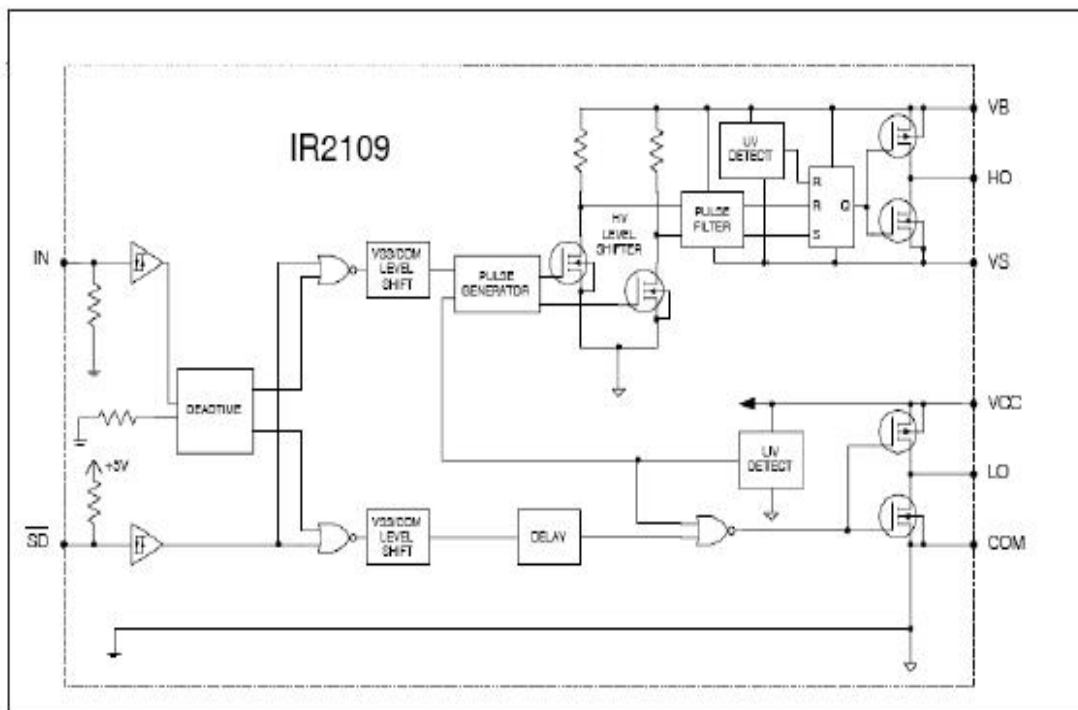 IR2109
IN
SD
DEADTIME
+5V
VSS/COM
LEVEL
SHIFT
PULSE
GENERATOR
HV
LEVEL
SHIFTER
PULSE
FILTER
UV
DETECT
R
R
S
Q
VB
HO
VS
VSS/COM
LEVEL
SHIFT
DELAY
UV
DETECT
VCC
LO
COM